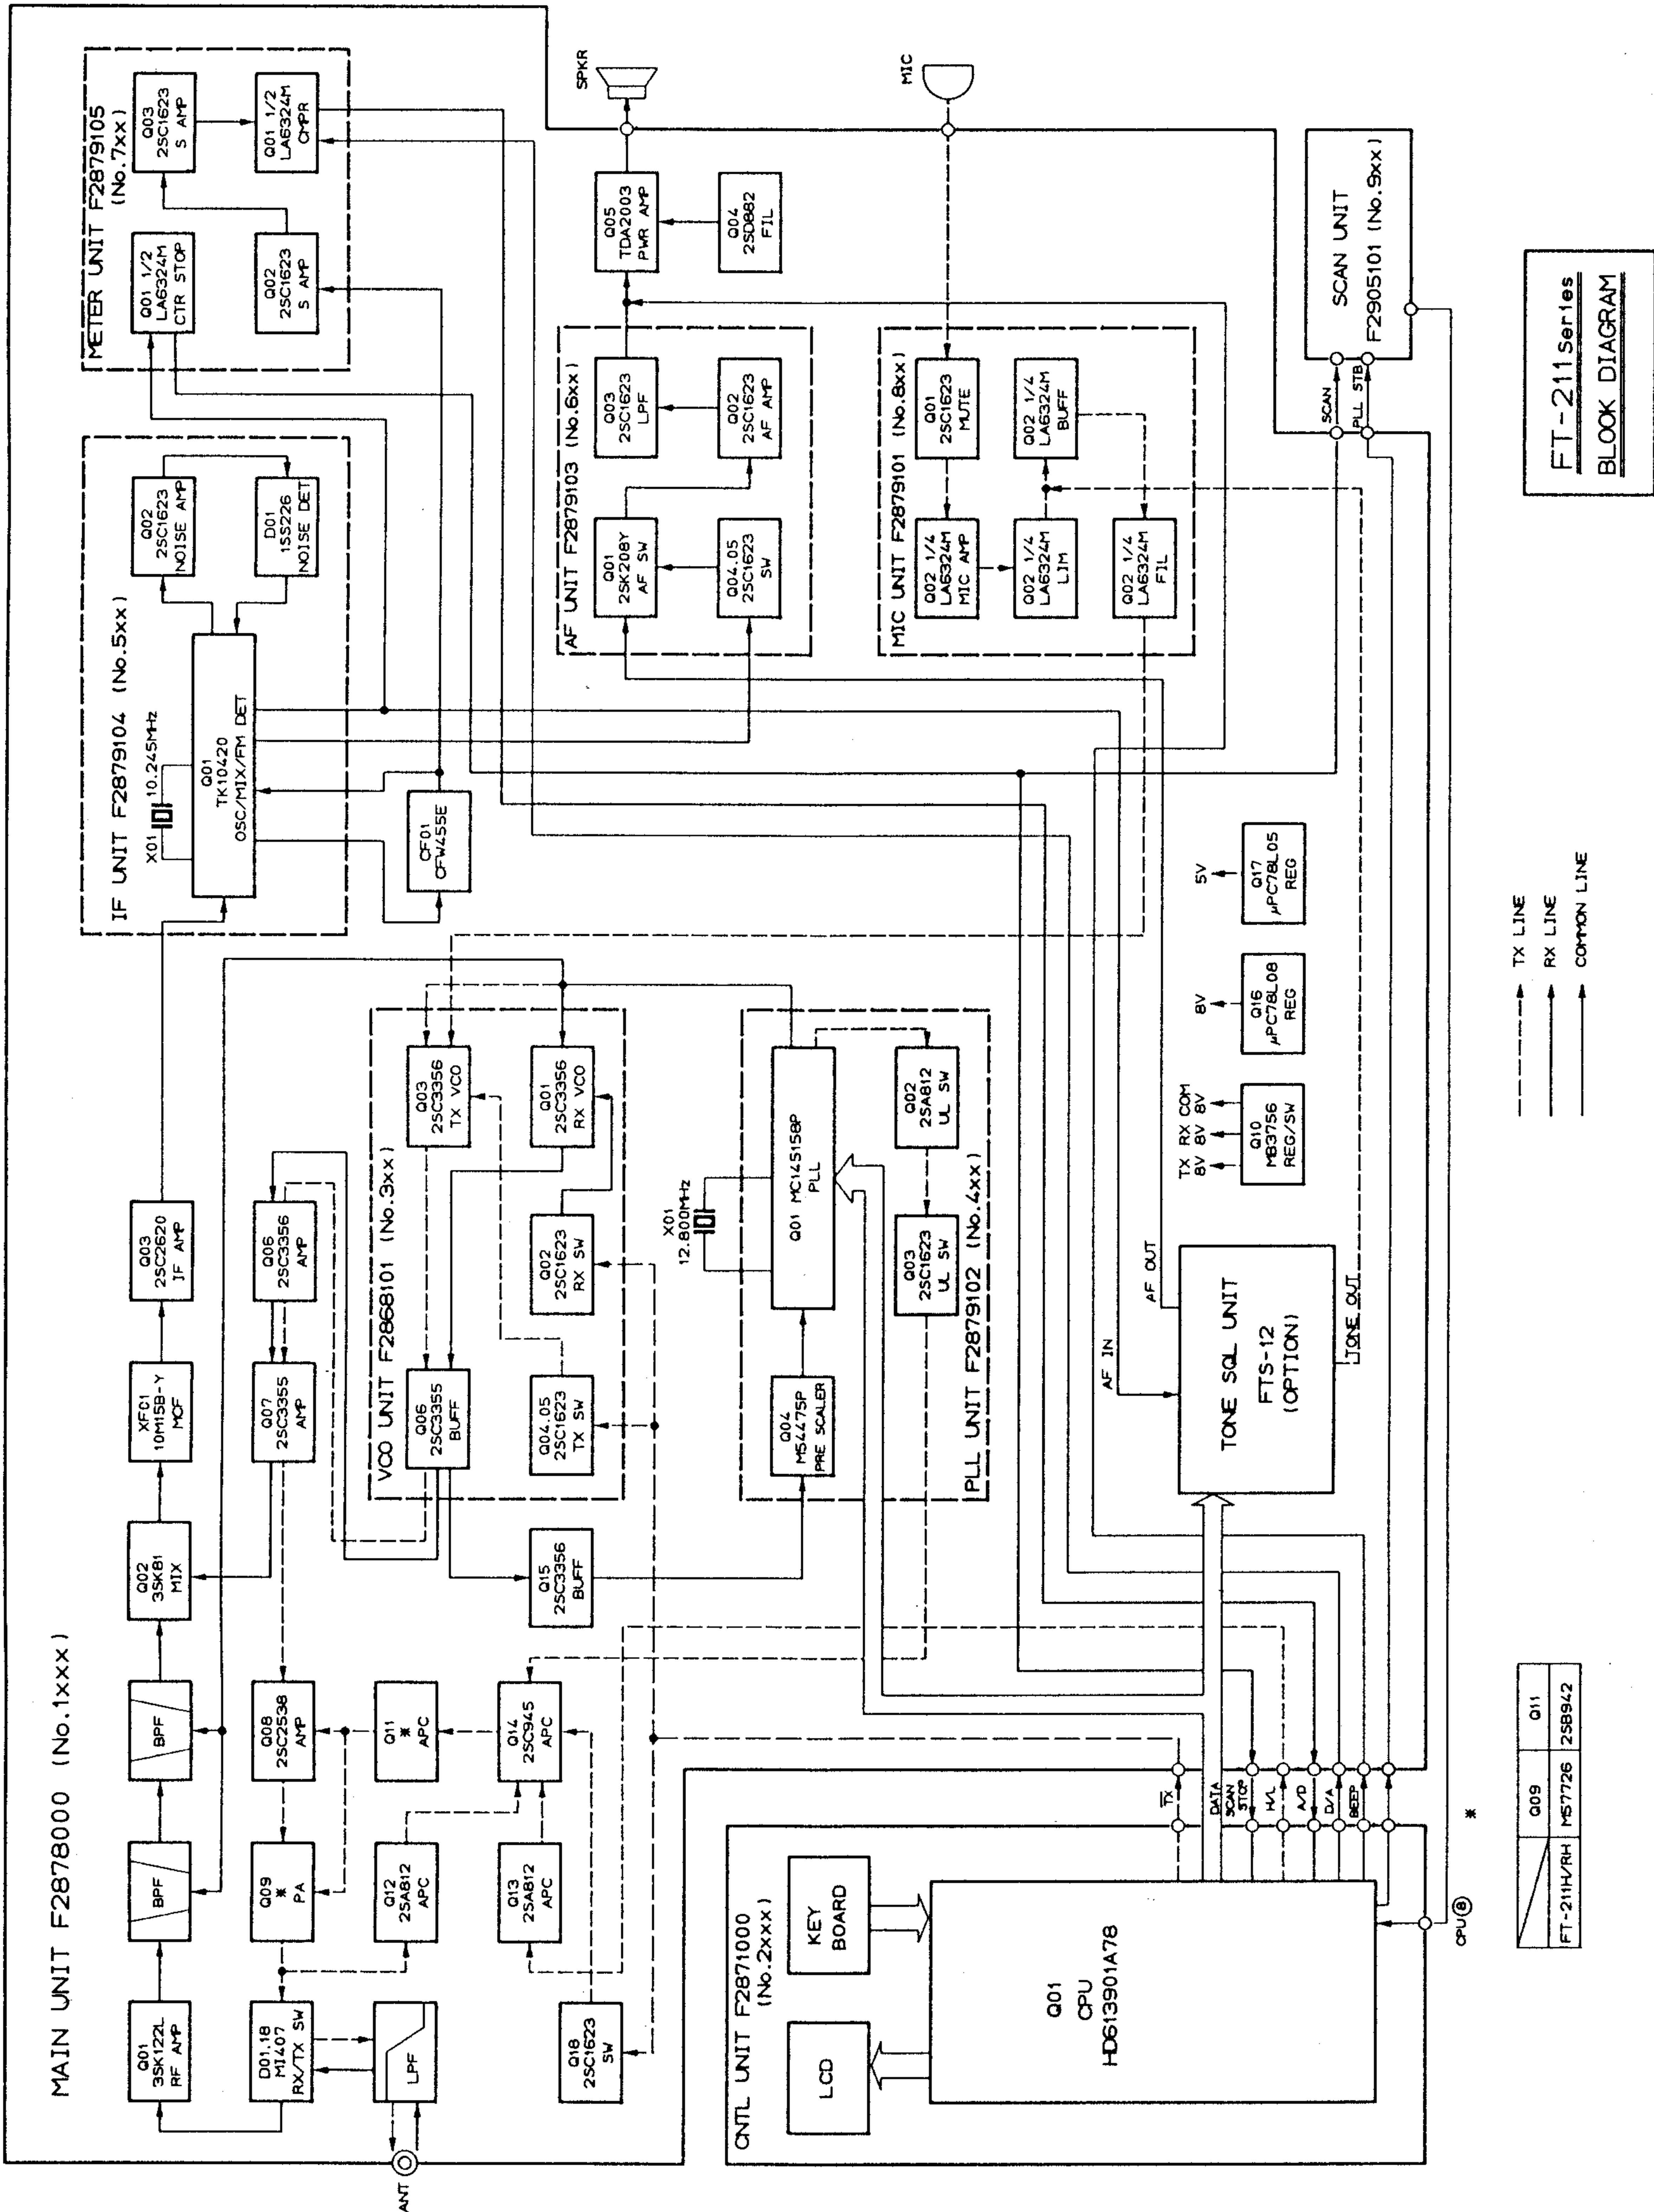 MAIN UNIT F2878000 (No.1xxx)
Q01
3SK122L
RF AMP
BPF
BPF
Q02
3SK81
MIX
XF01
10M15B-Y
MCF
Q03
2SC2620
IF AMP
D01.18
MI407
RX/TX SW
Q09
*
PA
Q08
2SC2538
AMP
Q07
2SC3355
AMP
Q06
2SC3356
AMP
LPF
ANT
Q12
2SA812
APC
Q11
*
APC
Q13
2SA812
APC
Q14
2SC945
APC
Q18
2SC1623
SW
Q15
2SC3356
BUFF
IF UNIT F2879104 (No.5xx)
X01
10.245MHz
Q01
TK10420
OSC/MIX/FM DET
Q02
2SC1623
NOISE AMP
D01
1SS226
NOISE DET
CF01
CFW455E
METER UNIT F2879105
(No.7xx)
Q01 1/2
LA6324M
CTR STOP
Q03
2SC1623
S AMP
Q02
2SC1623
S AMP
Q01 1/2
LA6324M
CMPR
VCO UNIT F2868101 (No.3xx)
Q06
2SC3355
BUFF
Q03
2SC3356
TX VCO
Q04.05
2SC1623
TX SW
Q02
2SC1623
RX SW
Q01
2SC3356
RX VCO
AF UNIT F2879103 (No.6xx)
Q01
2SK208Y
AF SW
Q03
2SC1623
LPF
Q04.05
2SC1623
SW
Q02
2SC1623
AF AMP
Q05
TDA2003
PWR AMP
Q04
2SD882
FIL
SPKR
X01
12.800MHz
Q04
M54475P
PRE SCALER
Q01 MC145158P
PLL
Q03
2SC1623
UL SW
Q02
2SA812
UL SW
PLL UNIT F2879102 (No.4xx)
MIC UNIT F2879101 (No.8xx)
Q02 1/4
LA6324M
MIC AMP
Q01
2SC1623
MUTE
Q02 1/4
LA6324M
LIM
Q02 1/4
LA6324M
BUFF
Q02 1/4
LA6324M
FIL
MIC
CNTL UNIT F2871000
(No.2xxx)
LCD
KEY
BOARD
Q01
CPU
HD613901A78
TX
DATA
SCAN
STOP
H/L
A/D
D/A
BEEP
CPU⑧
AF IN
AF OUT
TONE SQL UNIT
FTS-12
(OPTION)
TONE OUT
TX RX COM
8V 8V 8V
Q10
MB3756
REG/SW
8V
Q16
μPC78L08
REG
5V
Q17
μPC78L05
REG
SCAN
PLL STB
SCAN UNIT
F2905101 (No.9xx)
*
Q09 Q11
FT-211H/RH M57726 2SB942
TX LINE
RX LINE
COMMON LINE
FT-211Series
BLOOK DIAGRAM